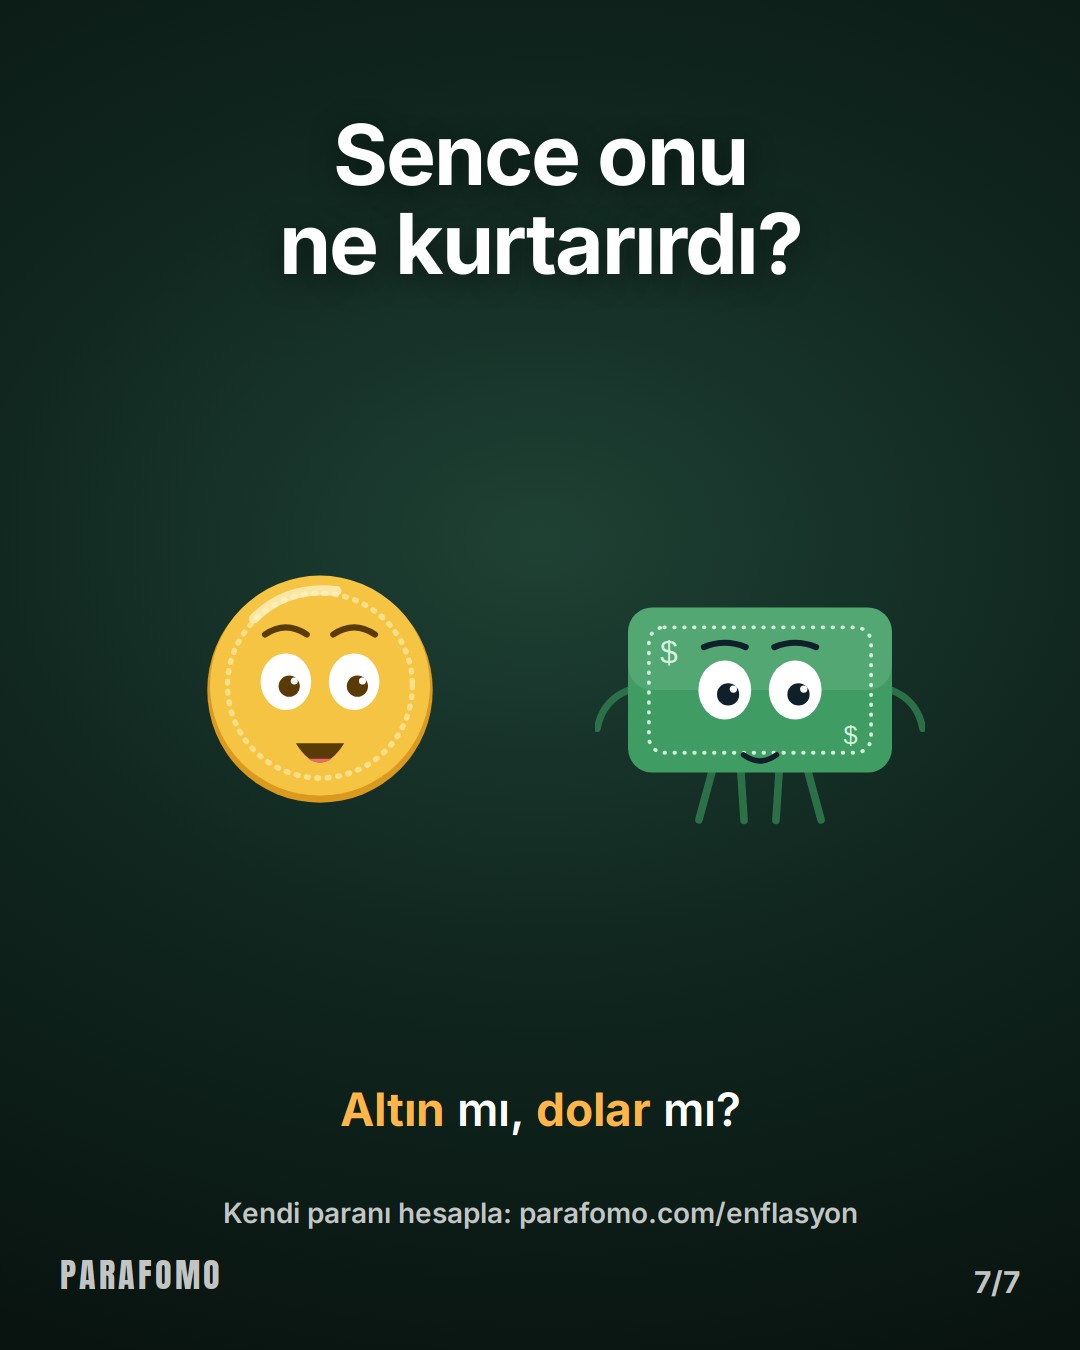 Sence onu
ne kurtarırdı?
$
$
Altın mı, dolar mı?
Kendi paranı hesapla: parafomo.com/enflasyon
PARAFOMO
7/7